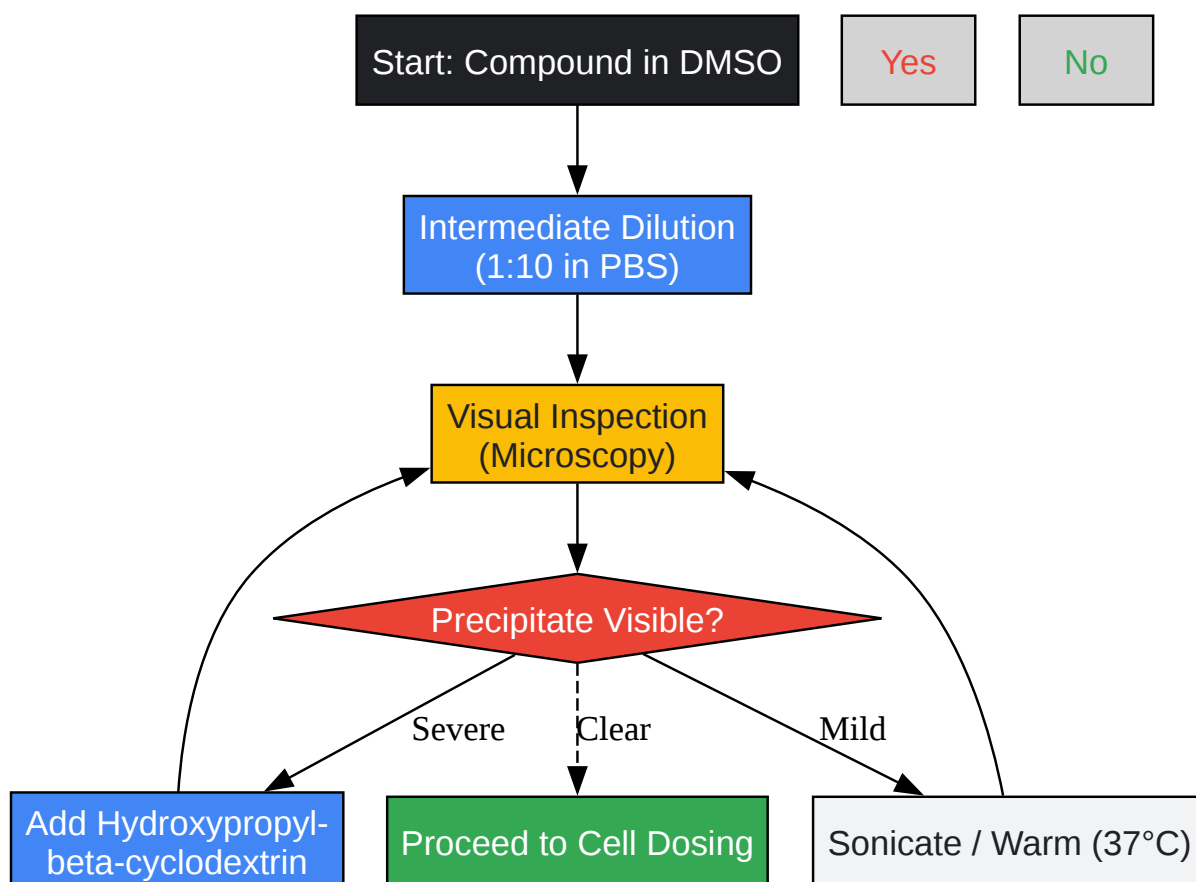 Start: Compound in DMSO
Yes
No
Intermediate Dilution
(1:10 in PBS)
Visual Inspection
(Microscopy)
Precipitate Visible?
Severe
Clear
Mild
Add Hydroxypropyl-
beta-cyclodextrin
Proceed to Cell Dosing
Sonicate / Warm (37°C)